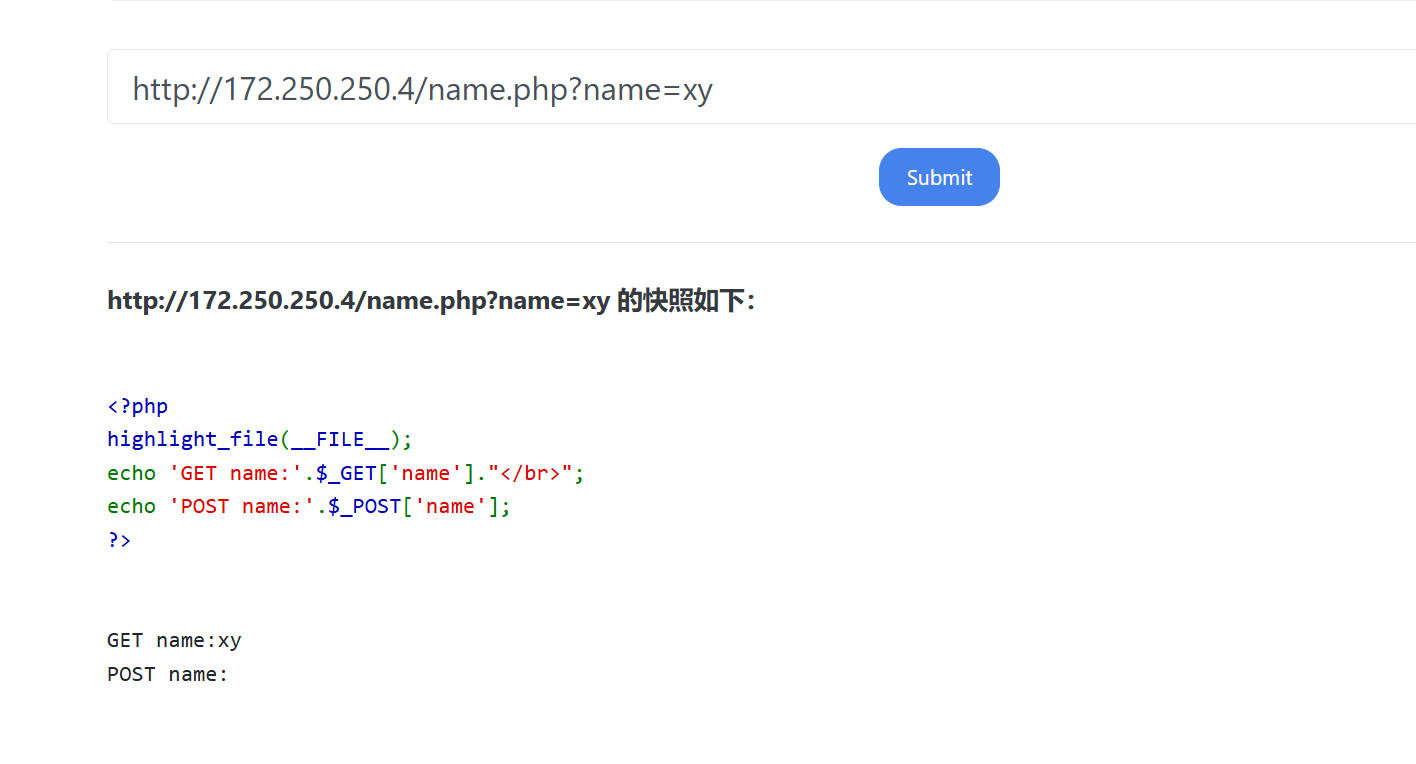 http://172.250.250.4/name.php?name=xy
Submit
http://172.250.250.4/name.php?name=xy 的快照如下：
<?php
highlight_file(__FILE__);
echo 'GET name:'.$_GET['name']."</br>";
echo 'POST name:'.$_POST['name'];
?>
GET name:xy
POST name: